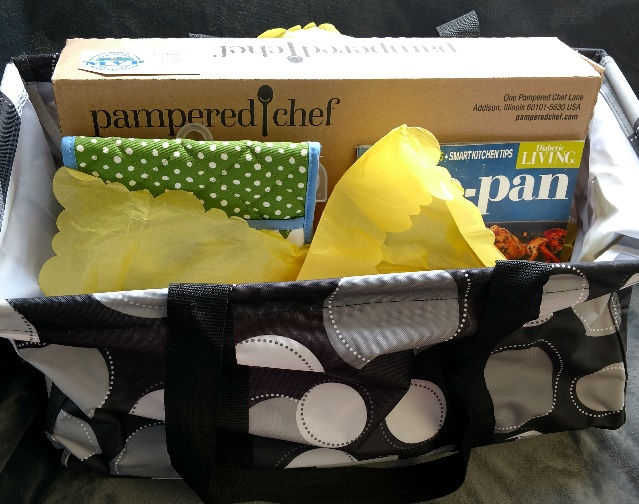 pampered chef
pampered chef
One Pampered Chef Lane
Addison, Illinois 60101-5630 USA
pamperedchef.com
+ SMART KITCHEN TIPS
Diabetic
LIVING
-pan